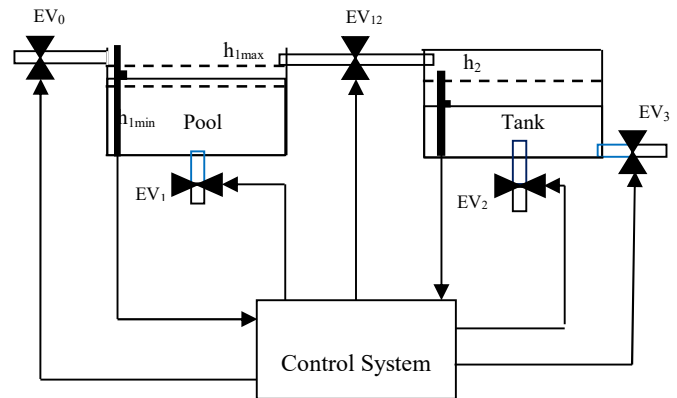 EV₀
EV₁₂
h₁ₘₐₓ
h₂
h₁ₘᵢₙ
Pool
Tank
EV₃
EV₁
EV₂
Control System